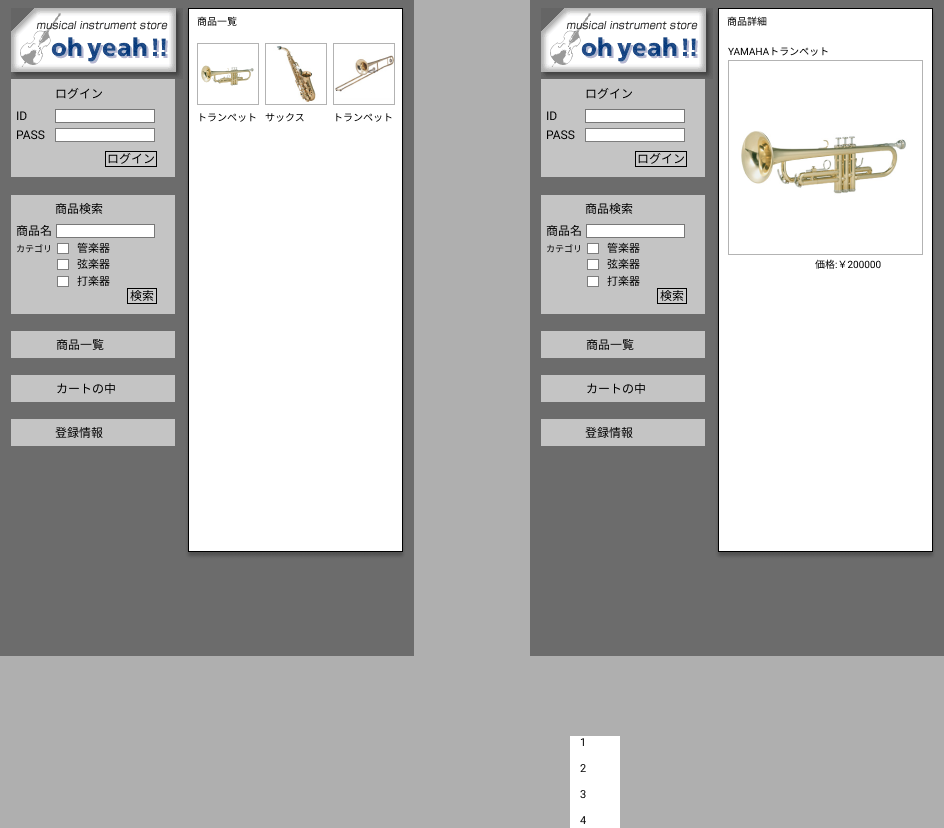 musical instrument store
oh yeah!!
ログイン
ID
PASS
ログイン
商品検索
商品名
カテゴリ 管楽器
弦楽器
打楽器
検索
商品一覧
カートの中
登録情報
商品一覧
トランペット サックス トランペット
musical instrument store
oh yeah!!
ログイン
ID
PASS
ログイン
商品検索
商品名
カテゴリ 管楽器
弦楽器
打楽器
検索
商品一覧
カートの中
登録情報
商品詳細
YAMAHAトランペット
価格:￥200000
1
2
3
4